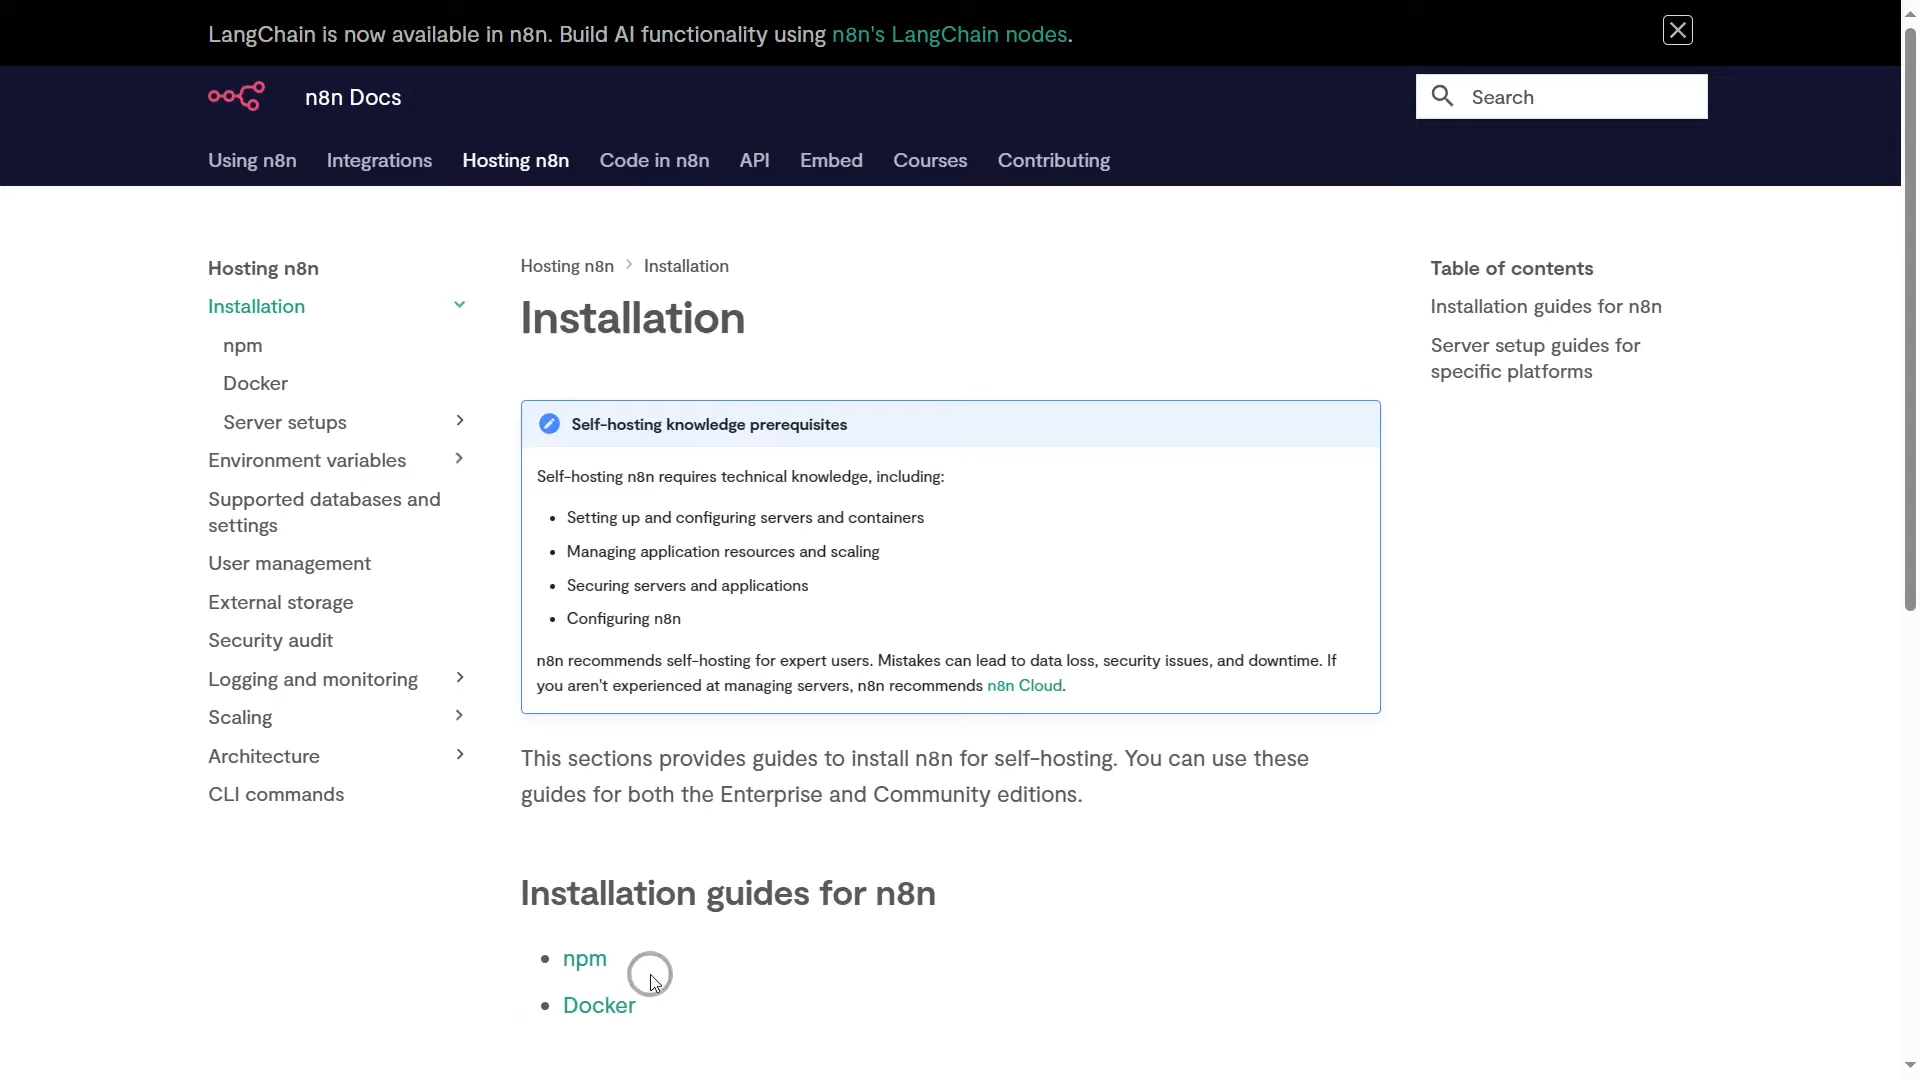 LangChain is now available in n8n. Build AI functionality using n8n's LangChain nodes.
n8n Docs
Search
Using n8n
Integrations
Hosting n8n
Code in n8n
API
Embed
Courses
Contributing
Hosting n8n
Installation
npm
Docker
Server setups
Environment variables
Supported databases and
settings
User management
External storage
Security audit
Logging and monitoring
Scaling
Architecture
CLI commands
Hosting n8n
Installation
Installation
Self-hosting knowledge prerequisites
Self-hosting n8n requires technical knowledge, including:
• Setting up and configuring servers and containers
• Managing application resources and scaling
• Securing servers and applications
• Configuring n8n
n8n recommends self-hosting for expert users. Mistakes can lead to data loss, security issues, and downtime. If
you aren't experienced at managing servers, n8n recommends n8n Cloud.
This sections provides guides to install n8n for self-hosting. You can use these
guides for both the Enterprise and Community editions.
Installation guides for n8n
• npm
• Docker
Table of contents
Installation guides for n8n
Server setup guides for
specific platforms